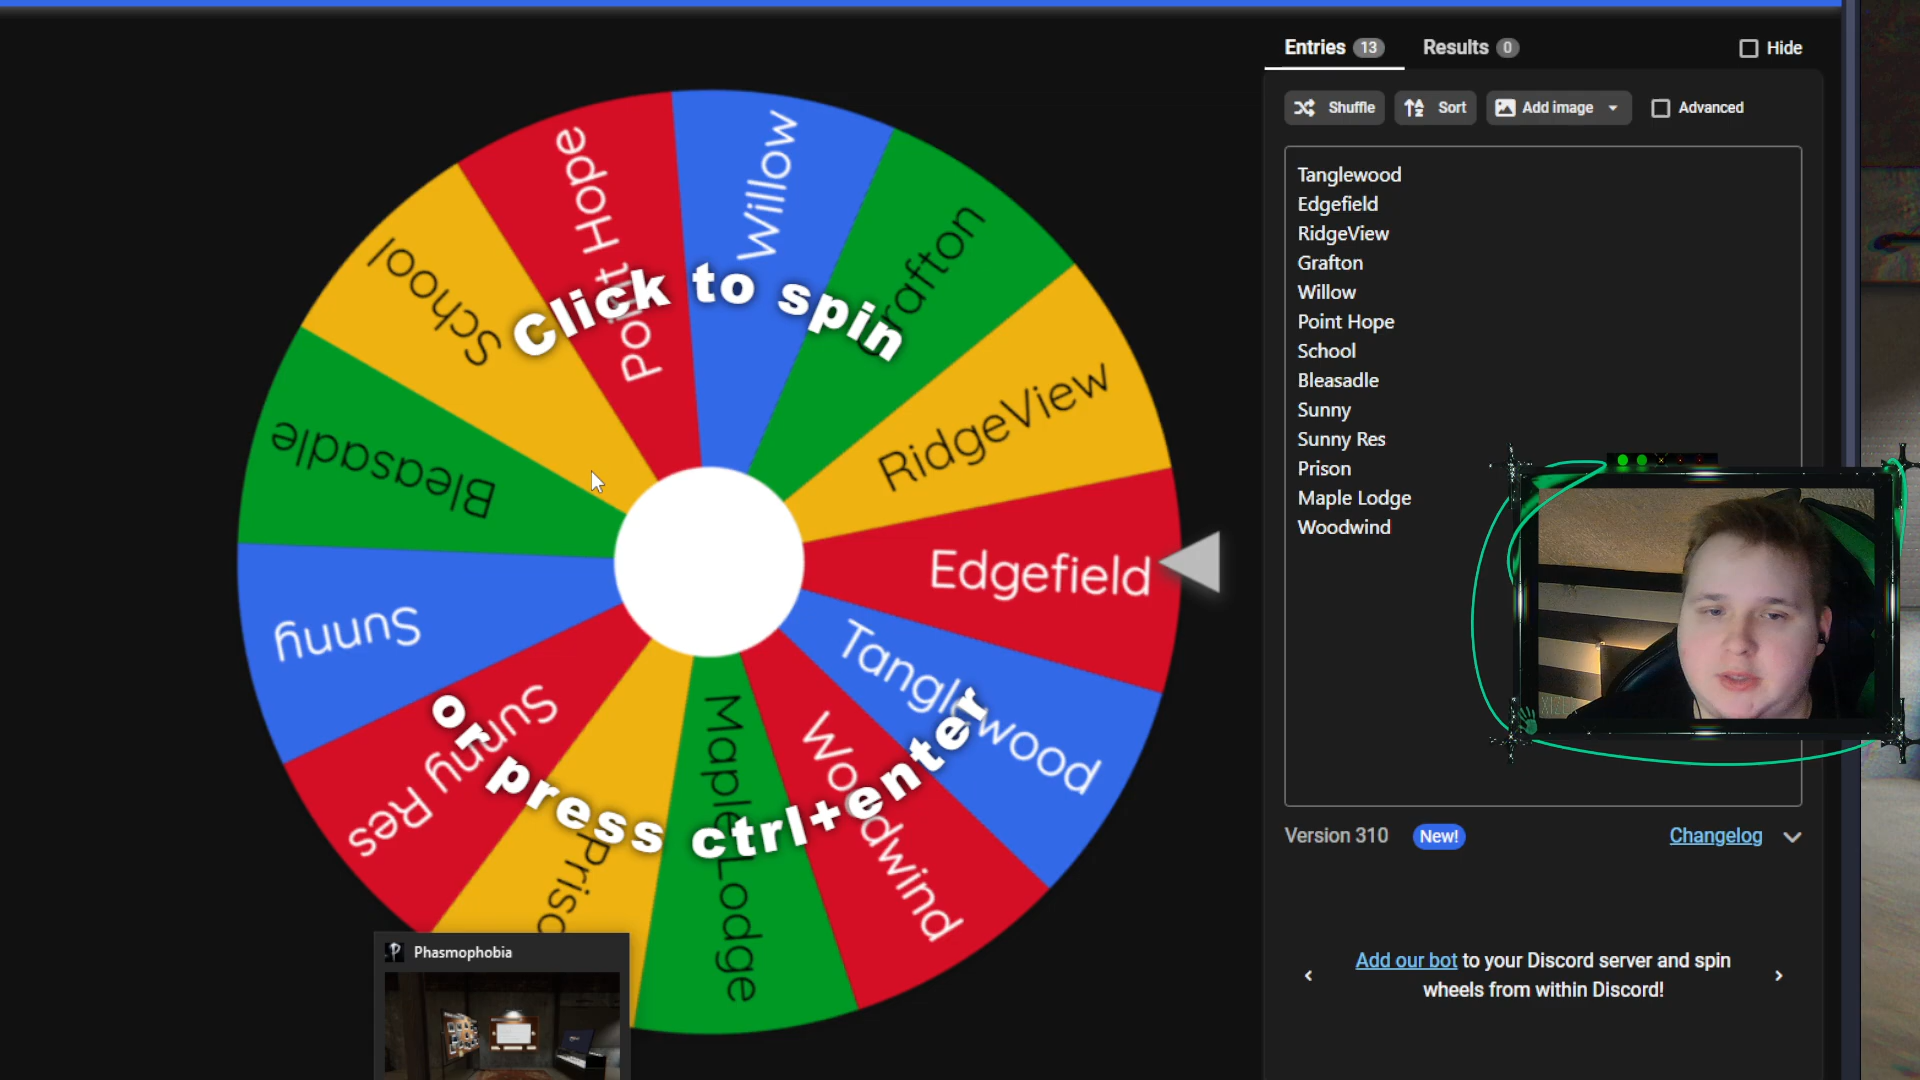 Entries 13
Results 0
Hide
Shuffle
Sort
Add image
Advanced
Tanglewood
Edgefield
RidgeView
Grafton
Willow
Point Hope
School
Bleasadle
Sunny
Sunny Res
Prison
Maple Lodge
Woodwind
Willow
Grafton
RidgeView
Edgefield
Tanglewood
Woodwind
Maple Lodge
Priso
Sunny Res
Sunny
Bleasadle
School
Point Hope
Click to spin
or press ctrl+enter
Version 310
New!
Changelog
Add our bot to your Discord server and spin
wheels from within Discord!
Phasmophobia